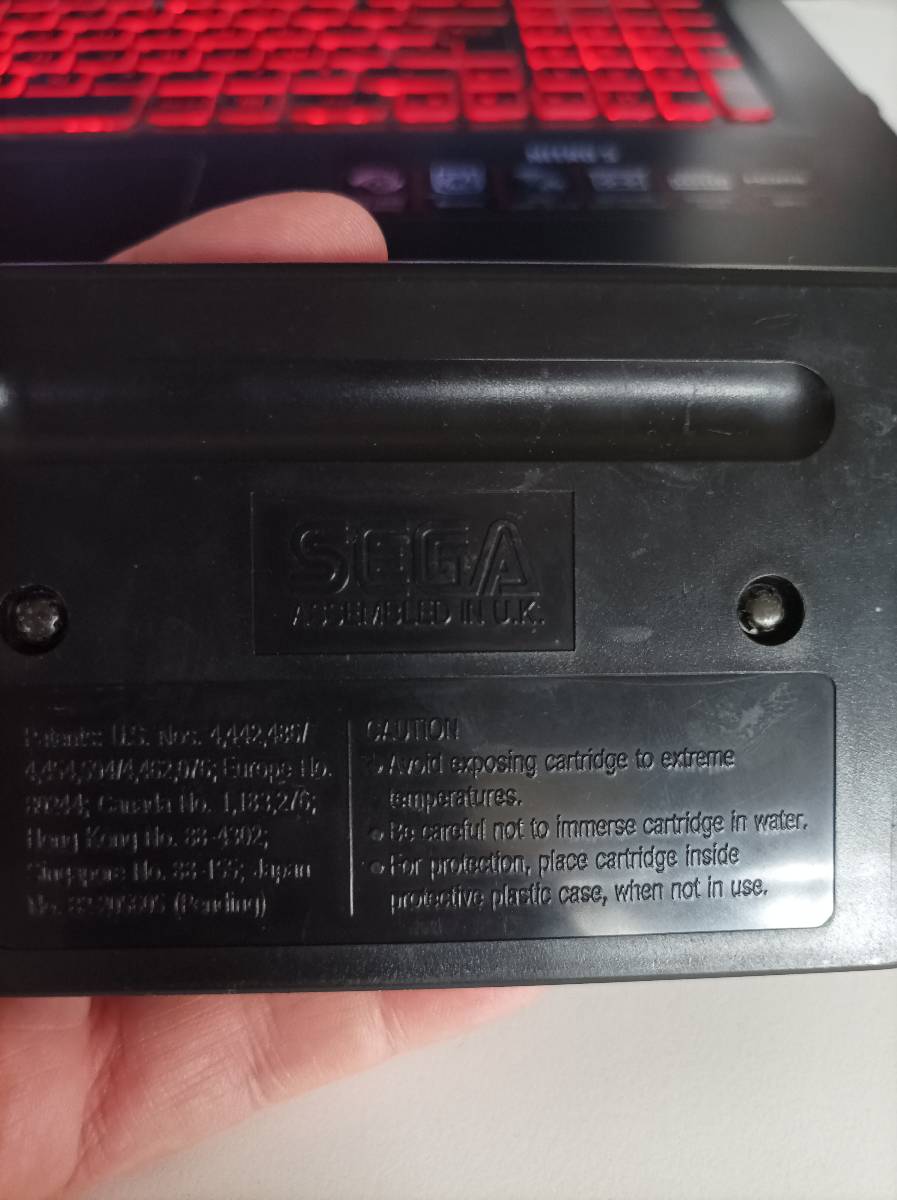 SEGA
ASSEMBLED IN U.K.
Patents: U.S. Nos. 4,442,486/
4,454,594/4,462,076; Europe No.
80244; Canada No. 1,183,276;
Hong Kong No. 88-4302;
Singapore No. 88-155; Japan
No. (Pending)
CAUTION
• Avoid exposing cartridge to extreme
temperatures.
• Be careful not to immerse cartridge in water.
• For protection, place cartridge inside
protective plastic case, when not in use.